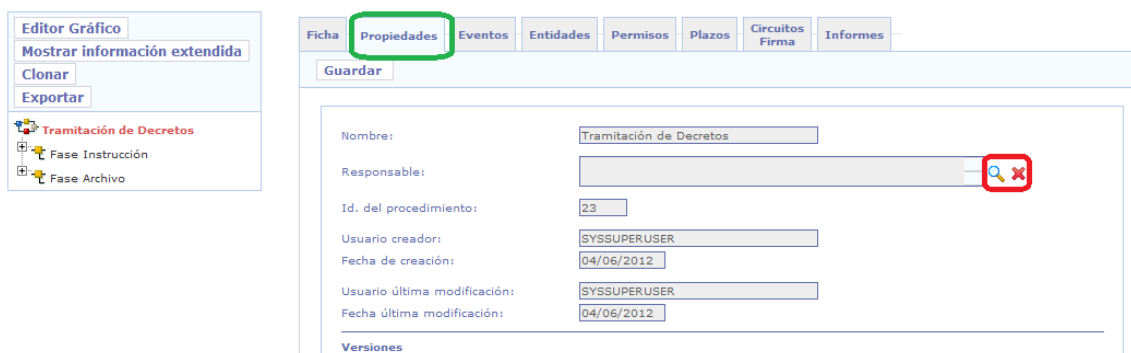 Editor Gráfico
Mostrar información extendida
Clonar
Exportar
Tramitación de Decretos
Fase Instrucción
Fase Archivo
Ficha Propiedades Eventos Entidades Permisos Plazos Circuitos Firma Informes
Guardar
Nombre: Tramitación de Decretos
Responsable:
Id. del procedimiento: 23
Usuario creador: SYSSUPERUSER
Fecha de creación: 04/06/2012
Usuario última modificación: SYSSUPERUSER
Fecha última modificación: 04/06/2012
Versiones